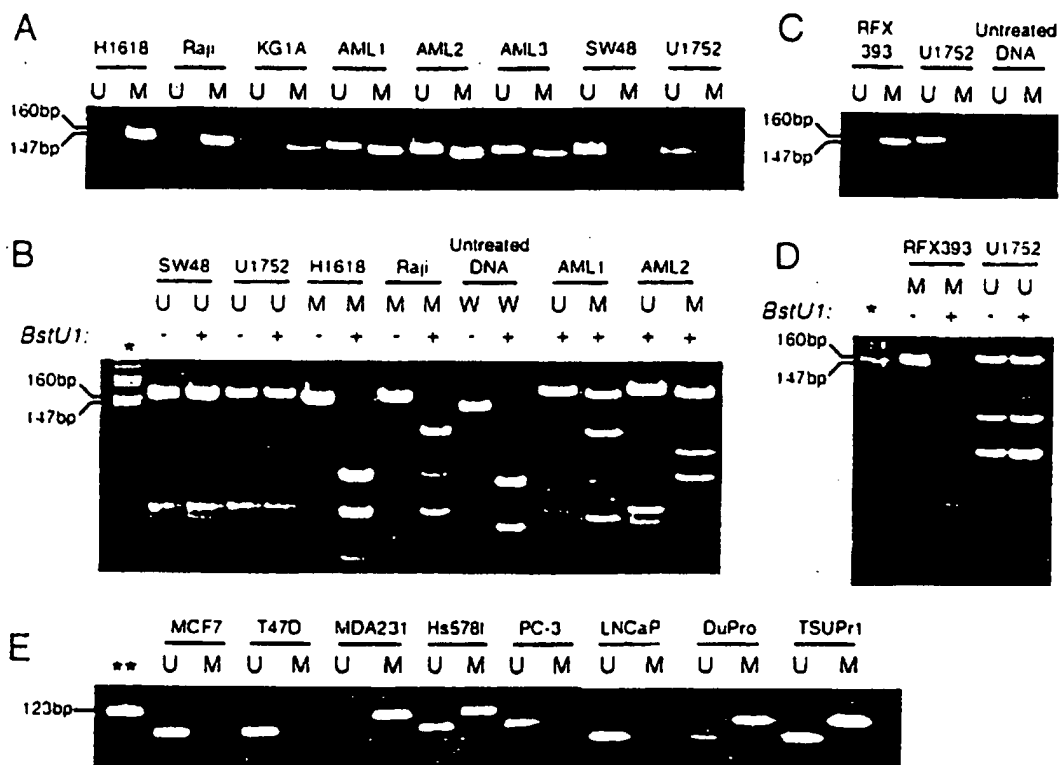 A
H1618 Raji KG1A AML1 AML2 AML3 SW48 U1752
U M U M U M U M U M U M U M U M
160bp
147bp
C
RFX
393 U1752 Untreated
DNA
U M U M U M
160bp
147bp
B
SW48 U1752 H1618 Raji Untreated
DNA AML1 AML2
U U U U M M M M W W U M U M
BstU1: - + - + - + - + - + + + + +
*
160bp
147bp
D
RFX393 U1752
M M U U
BstU1: * - + - +
160bp
147bp
E
MCF7 T47D MDA231 Hs578t PC-3 LNCaP DuPro TSUPr1
** U M U M U M U M U M U M U M U M
123bp